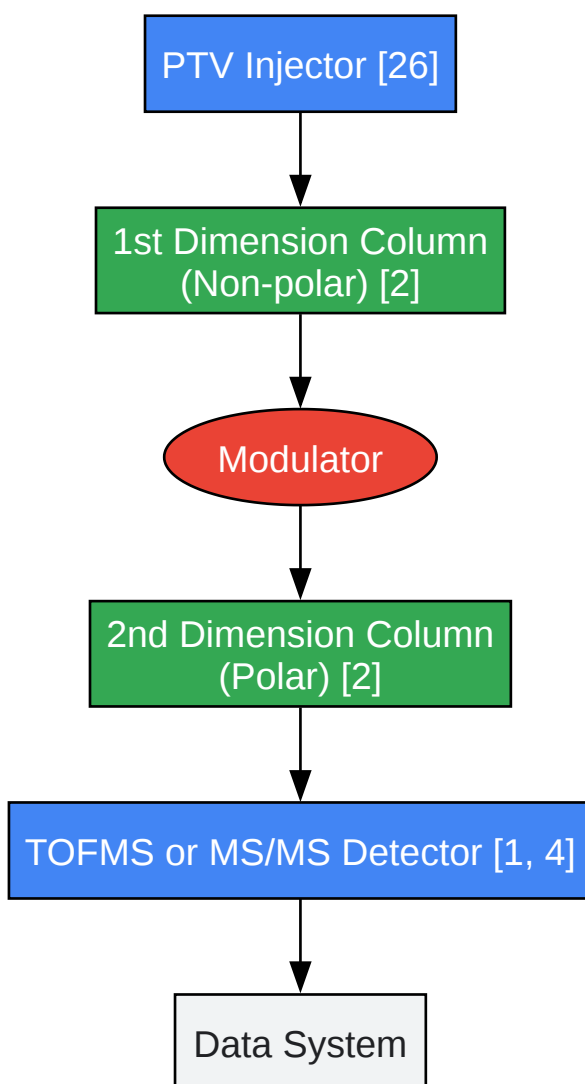 PTV Injector [26]
1st Dimension Column
(Non-polar) [2]
Modulator
2nd Dimension Column
(Polar) [2]
TOFMS or MS/MS Detector [1, 4]
Data System